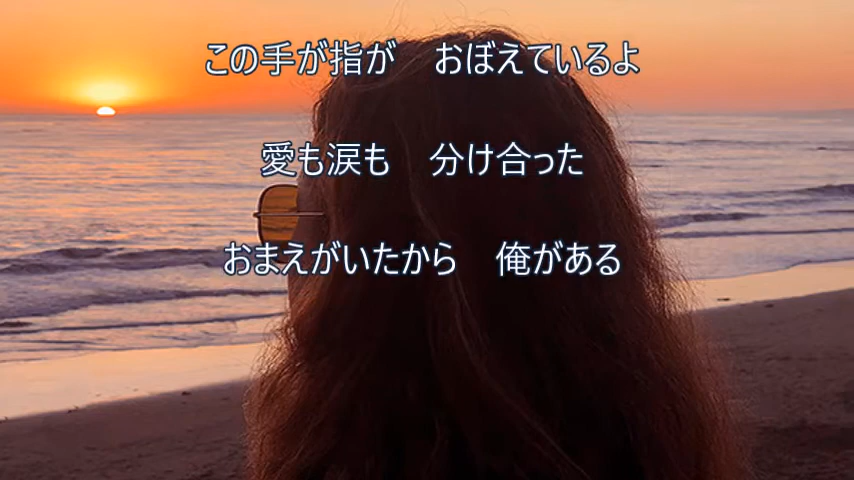 この手が指が　おぼえているよ
愛も涙も　分け合った
おまえがいたから　俺がある